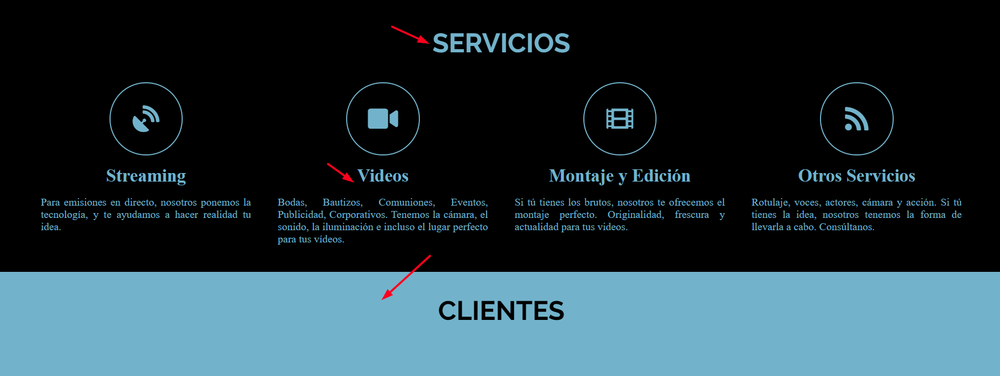 SERVICIOS
Streaming
Para emisiones en directo, nosotros ponemos la
tecnología, y te ayudamos a hacer realidad tu
idea.
Videos
Bodas, Bautizos, Comuniones, Eventos,
Publicidad, Corporativos. Tenemos la cámara, el
sonido, la iluminación e incluso el lugar perfecto
para tus vídeos.
Montaje y Edición
Si tú tienes los brutos, nosotros te ofrecemos el
montaje perfecto. Originalidad, frescura y
actualidad para tus videos.
Otros Servicios
Rotulaje, voces, actores, cámara y acción. Si tú
tienes la idea, nosotros tenemos la forma de
llevarla a cabo. Consúltanos.
CLIENTES